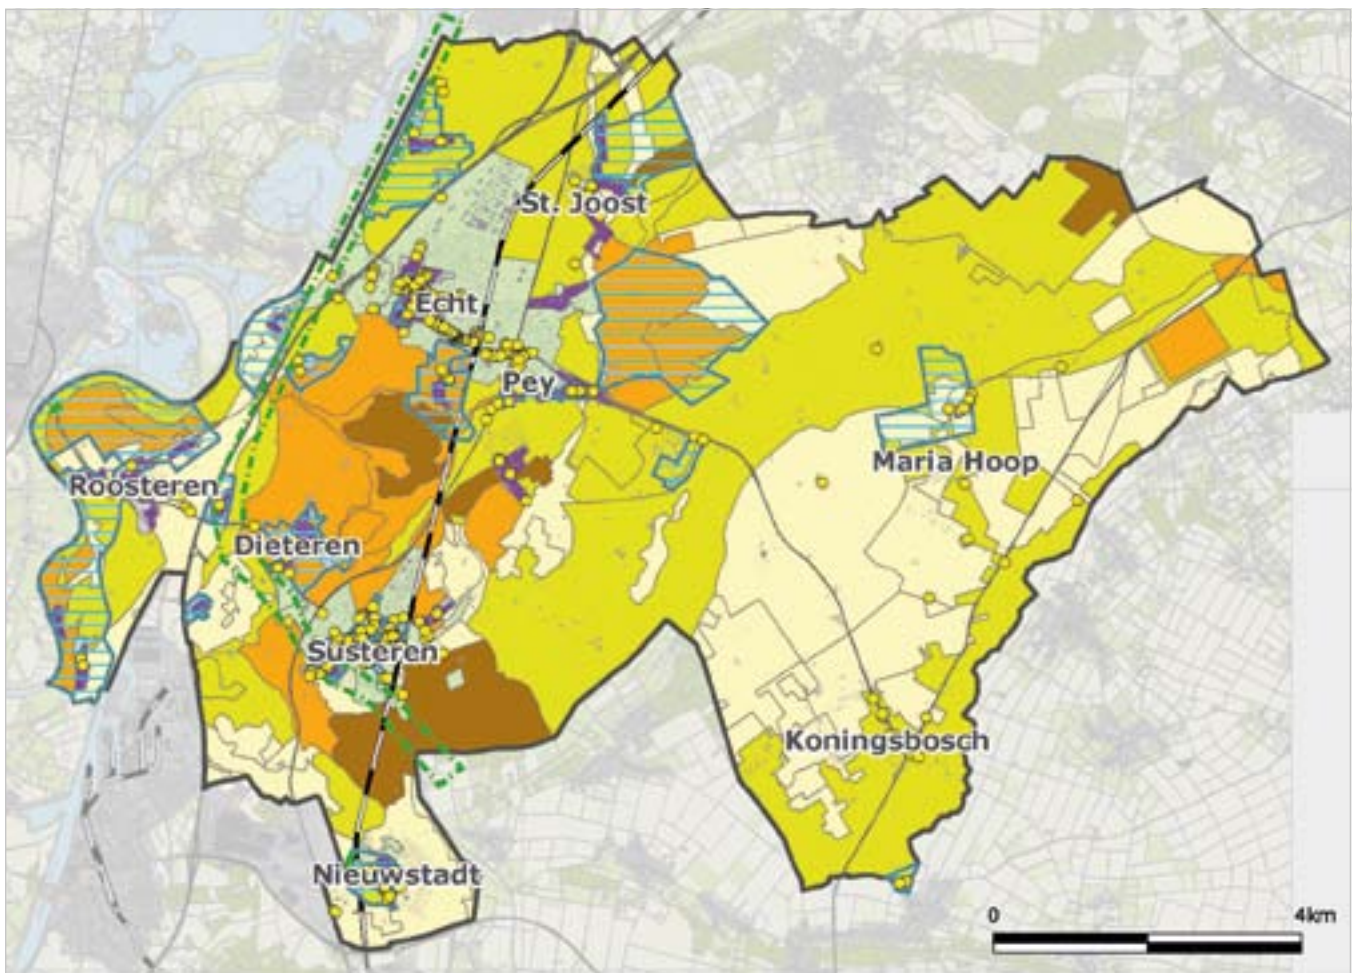 St. Joost
Echt
Pey
Maria Hoop
Roosteren
Dieteren
Susteren
Koningsbosch
Nieuwstadt
0 4km